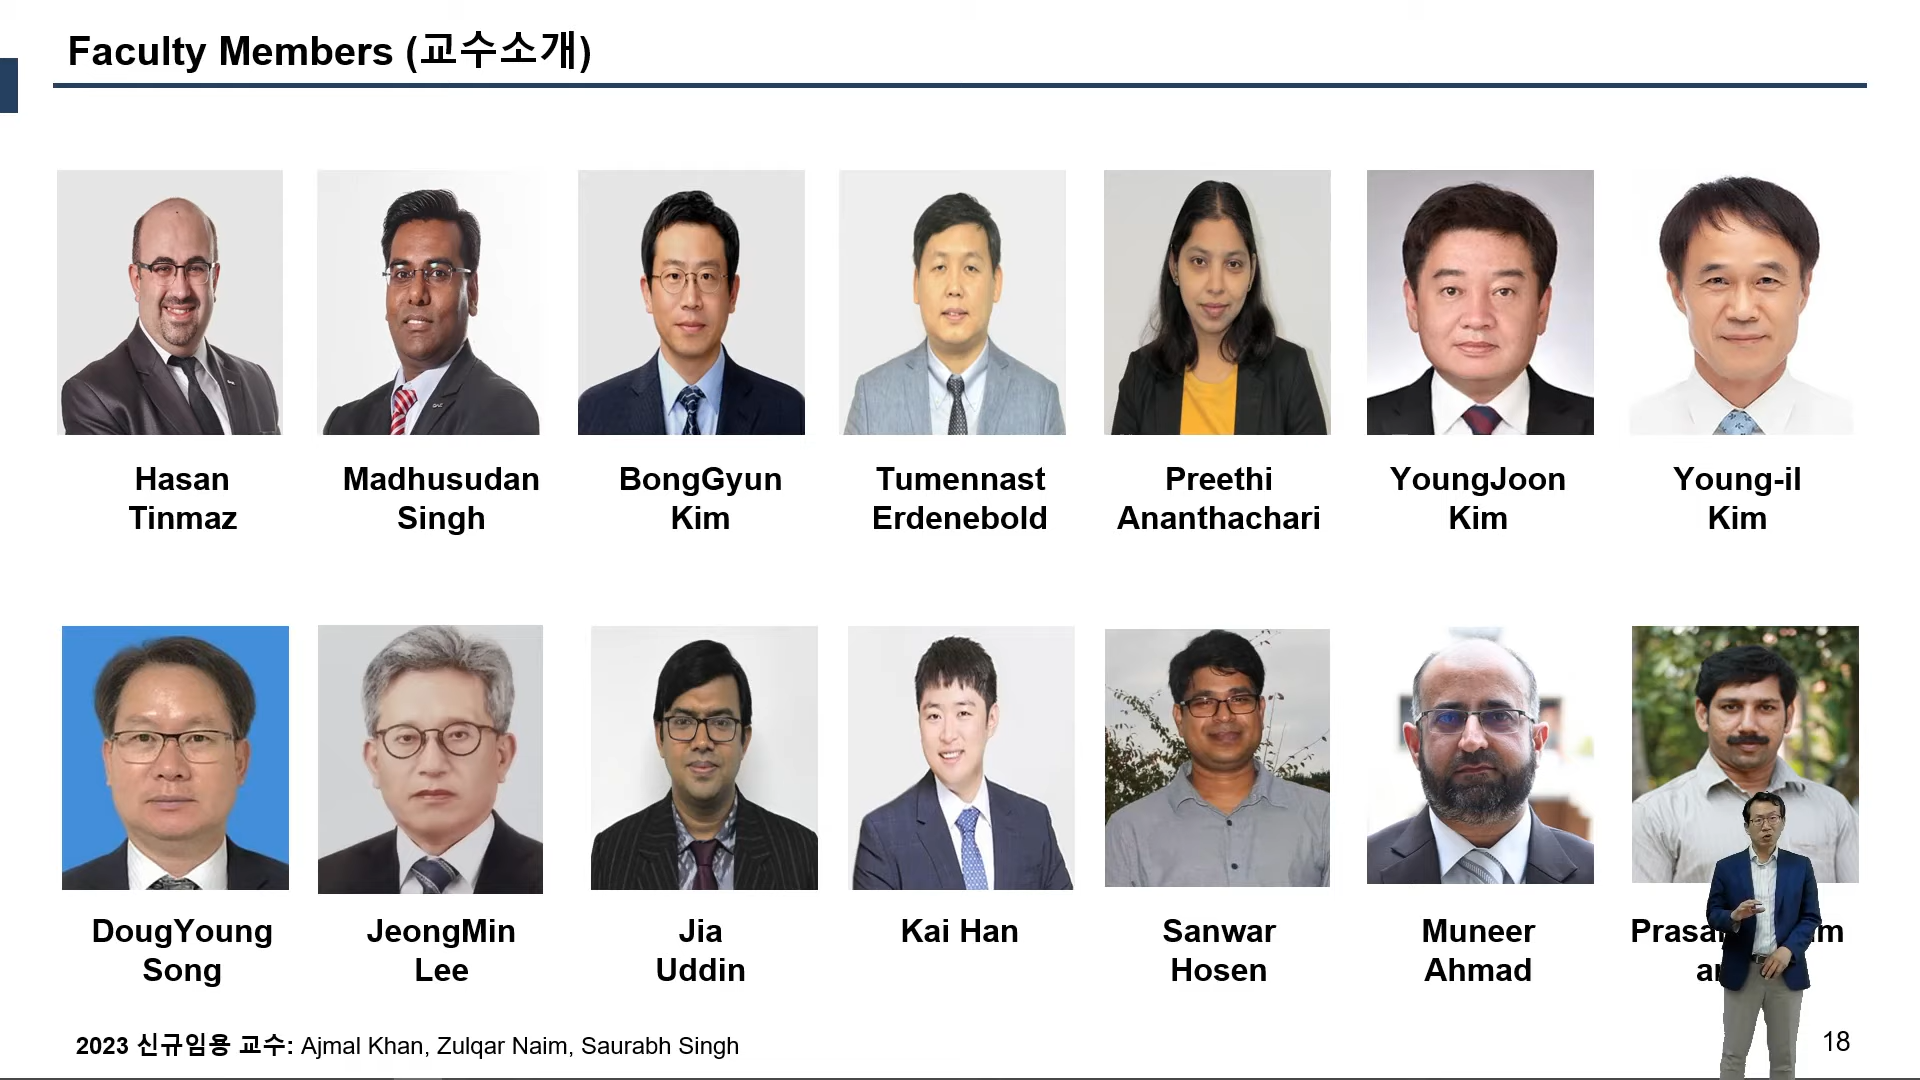 Faculty Members (교수소개)
Hasan
Tinmaz
Madhusudan
Singh
BongGyun
Kim
Tumennast
Erdenebold
Preethi
Ananthachari
YoungJoon
Kim
Young-il
Kim
DougYoung
Song
JeongMin
Lee
Jia
Uddin
Kai Han
Sanwar
Hosen
Muneer
Ahmad
2023 신규임용 교수: Ajmal Khan, Zulqar Naim, Saurabh Singh
18